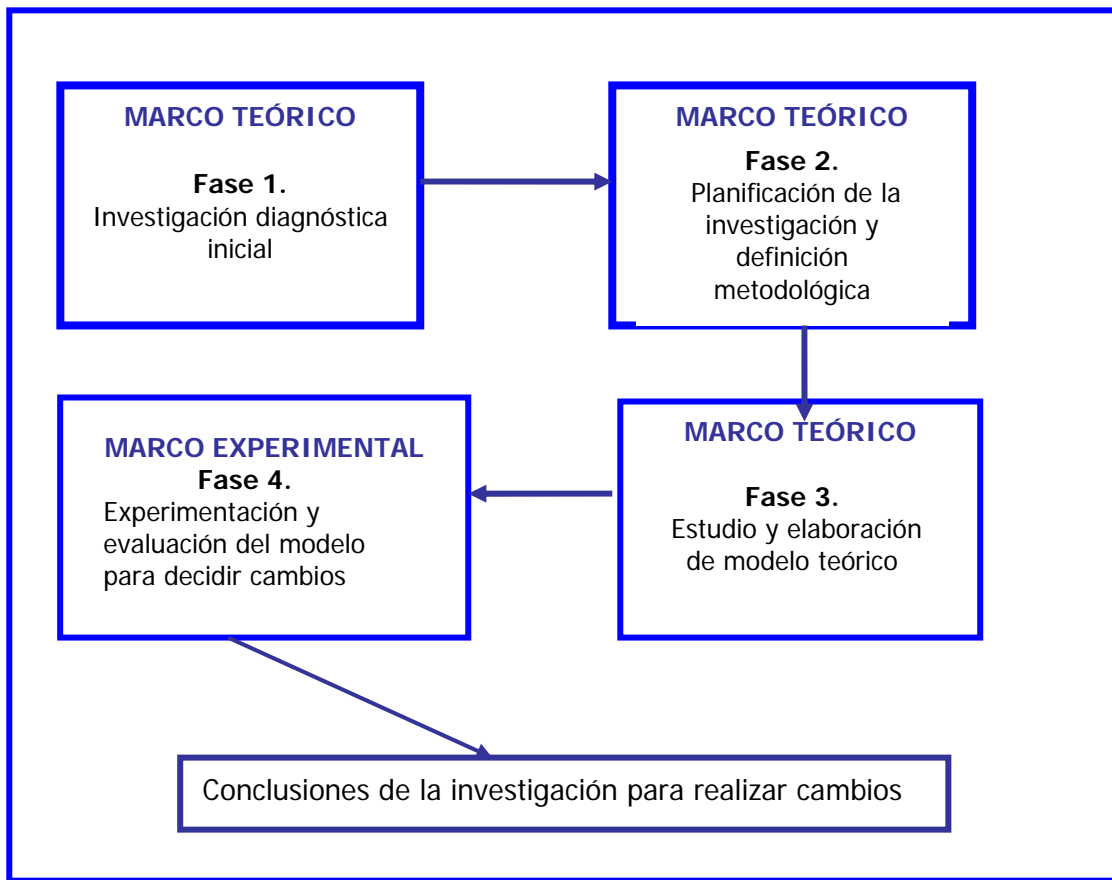 MARCO TEÓRICO
Fase 1.
Investigación diagnóstica
inicial
MARCO TEÓRICO
Fase 2.
Planificación de la
investigación y
definición
metodológica
MARCO TEÓRICO
Fase 3.
Estudio y elaboración
de modelo teórico
MARCO EXPERIMENTAL
Fase 4.
Experimentación y
evaluación del modelo
para decidir cambios
Conclusiones de la investigación para realizar cambios